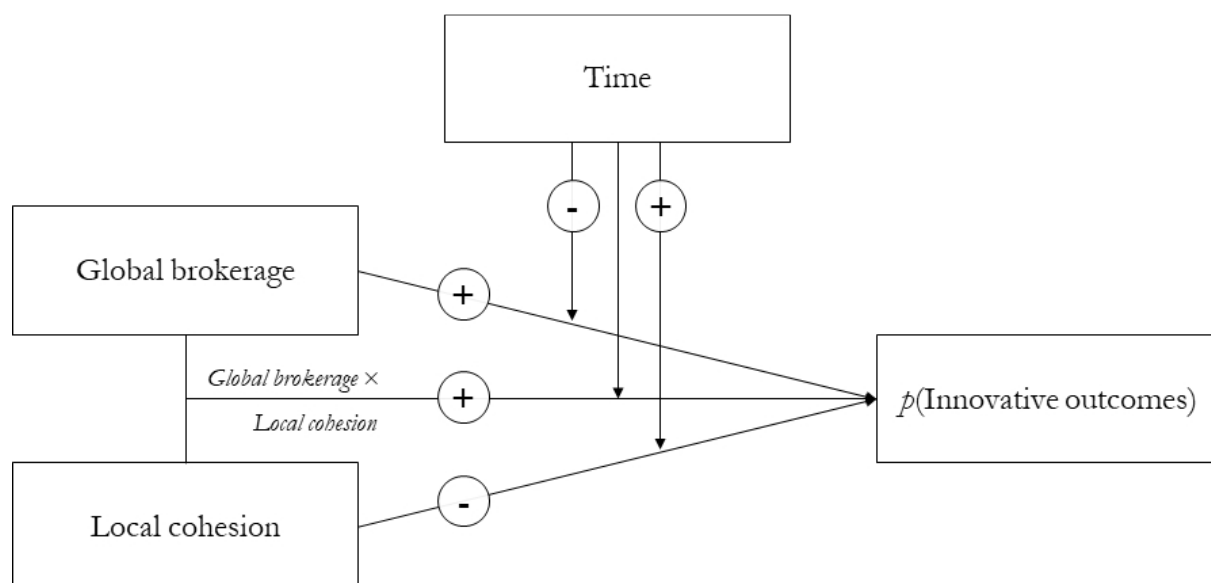 Time
-
+
Global brokerage
+
Global brokerage ×
+
Local cohesion
p(Innovative outcomes)
Local cohesion
-